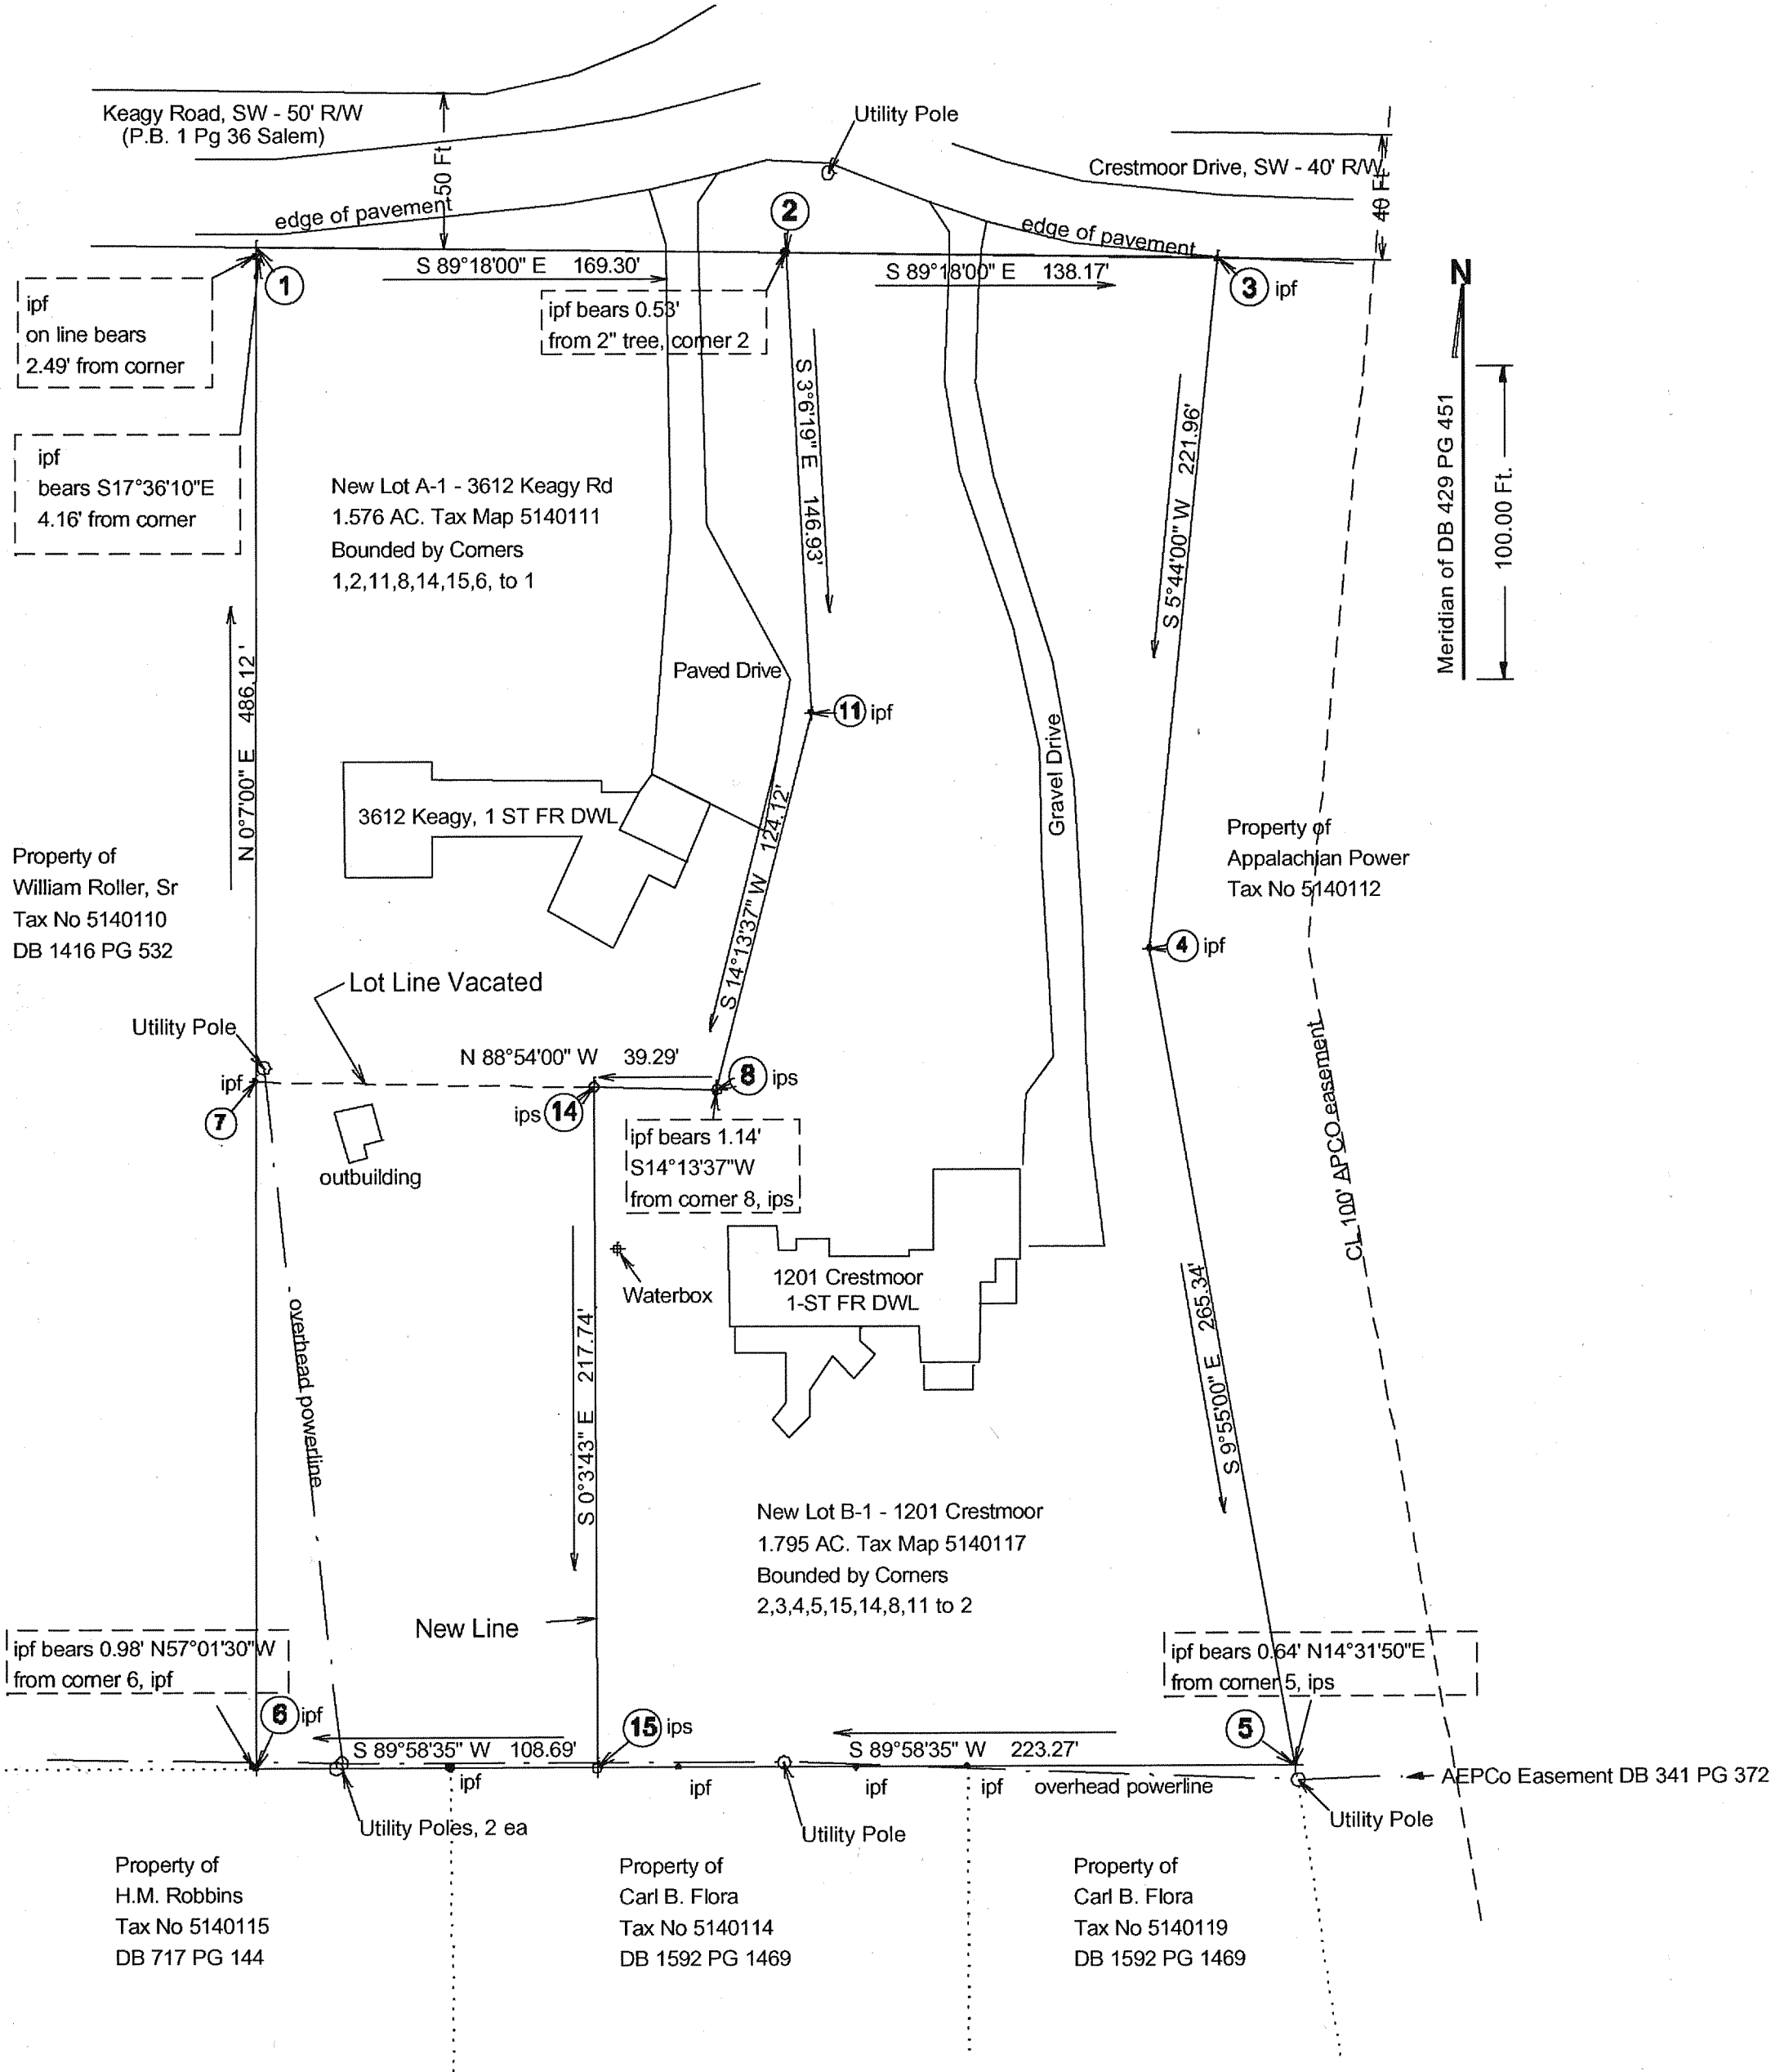 Keagy Road, SW - 50' R/W
(P.B. 1 Pg 36 Salem)
50 Ft
Utility Pole
Crestmoor Drive, SW - 40' R/W
40 Ft
edge of pavement
edge of pavement
2
1
S 89°18'00" E 169.30'
S 89°18'00" E 138.17'
3 ipf
N
ipf
on line bears
2.49' from corner
ipf bears 0.53'
from 2" tree, corner 2
ipf
bears S17°36'10"E
4.16' from corner
S 3°6'19" E 146.93'
S 5°44'00" W 221.96'
Meridian of DB 429 PG 451
100.00 Ft.
New Lot A-1 - 3612 Keagy Rd
1.576 AC. Tax Map 5140111
Bounded by Corners
1,2,11,8,14,15,6, to 1
N 0°7'00" E 486.12 '
Paved Drive
11 ipf
Gravel Drive
3612 Keagy, 1 ST FR DWL
S 14°13'37" W 124.12'
Property of
William Roller, Sr
Tax No 5140110
DB 1416 PG 532
Property of
Appalachian Power
Tax No 5140112
4 ipf
Lot Line Vacated
Utility Pole
N 88°54'00" W 39.29'
ipf
7
8 ips
ips 14
CL 100' APCO easement
outbuilding
ipf bears 1.14'
S14°13'37"W
from corner 8, ips
Waterbox
1201 Crestmoor
1-ST FR DWL
overhead powerline
S 0°3'43" E 217.74'
S 9°55'00" E 265.34'
New Lot B-1 - 1201 Crestmoor
1.795 AC. Tax Map 5140117
Bounded by Corners
2,3,4,5,15,14,8,11 to 2
New Line
ipf bears 0.98' N57°01'30"W
from corner 6, ipf
ipf bears 0.64' N14°31'50"E
from corner 5, ips
6 ipf
15 ips
5
S 89°58'35" W 108.69'
S 89°58'35" W 223.27'
ipf
ipf
ipf
ipf
overhead powerline
AEPCo Easement DB 341 PG 372
Utility Poles, 2 ea
Utility Pole
Utility Pole
Property of
H.M. Robbins
Tax No 5140115
DB 717 PG 144
Property of
Carl B. Flora
Tax No 5140114
DB 1592 PG 1469
Property of
Carl B. Flora
Tax No 5140119
DB 1592 PG 1469